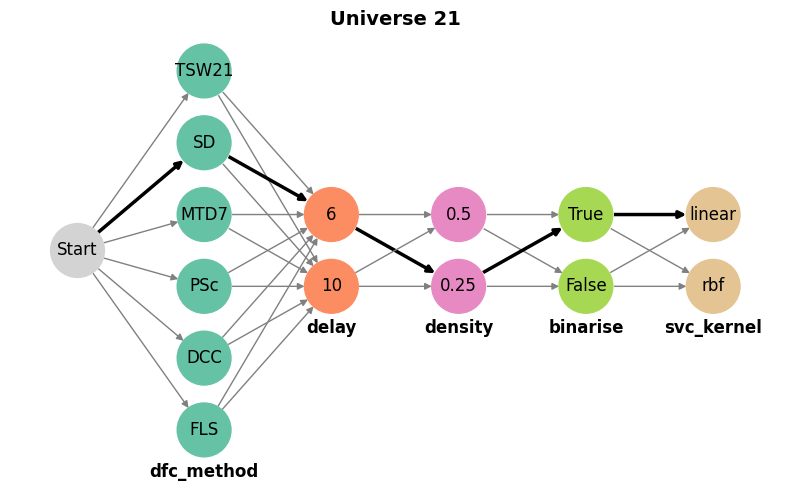 Universe 21
Start
TSW21
SD
MTD7
PSc
DCC
FLS
dfc_method
6
10
delay
0.5
0.25
density
True
False
binarise
linear
rbf
svc_kernel